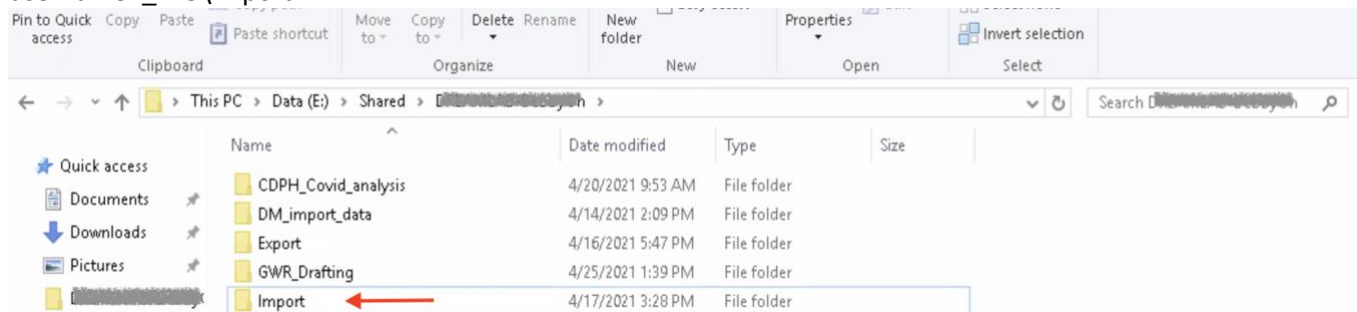 Pin to Quick access
Copy
Paste
Paste shortcut
Move to
Copy to
Delete
Rename
New folder
Properties
Invert selection
Clipboard
Organize
New
Open
Select
This PC > Data (E:) > Shared >
Search
Name
Date modified
Type
Size
Quick access
Documents
Downloads
Pictures
CDPH_Covid_analysis 4/20/2021 9:53 AM File folder
DM_import_data 4/14/2021 2:09 PM File folder
Export 4/16/2021 5:47 PM File folder
GWR_Drafting 4/25/2021 1:39 PM File folder
Import 4/17/2021 3:28 PM File folder